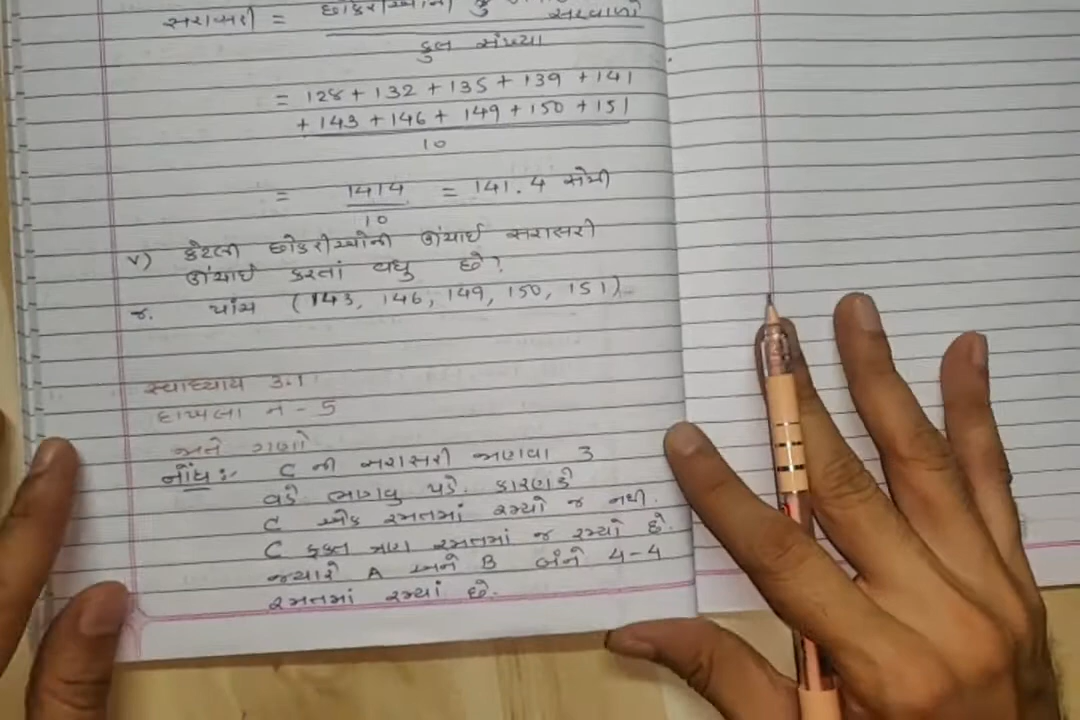 સરાસરી = છોકરીઓની કુ સરવાળો
કુલ સંખ્યા
= 128 + 132 + 135 + 139 + 141
+ 143 + 146 + 149 + 150 + 151
10
= 1414 = 141.4 સેમી
10
v) કેટલી છોકરીઓની ઊંચાઈ સરાસરી
ઊંચાઈ કરતાં વધુ છે?
જ. પાંચ (143, 146, 149, 150, 151)
સ્વાધ્યાય 3.1
દાખલા નં - 5
જાતે ગણો
નોંધ :- C ની સરાસરી જાણવા 3
વડે ભાગવુ પડે. કારણકે
C એક રમતમાં રમ્યો જ નથી.
C ફક્ત ત્રણ રમતમાં જ રમ્યો છે.
જ્યારે A અને B બંને 4-4
રમતમાં રમ્યાં છે.